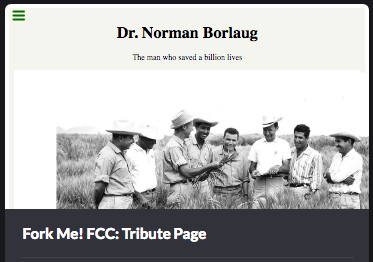 Dr. Norman Borlaug
The man who saved a billion lives
Fork Me! FCC: Tribute Page